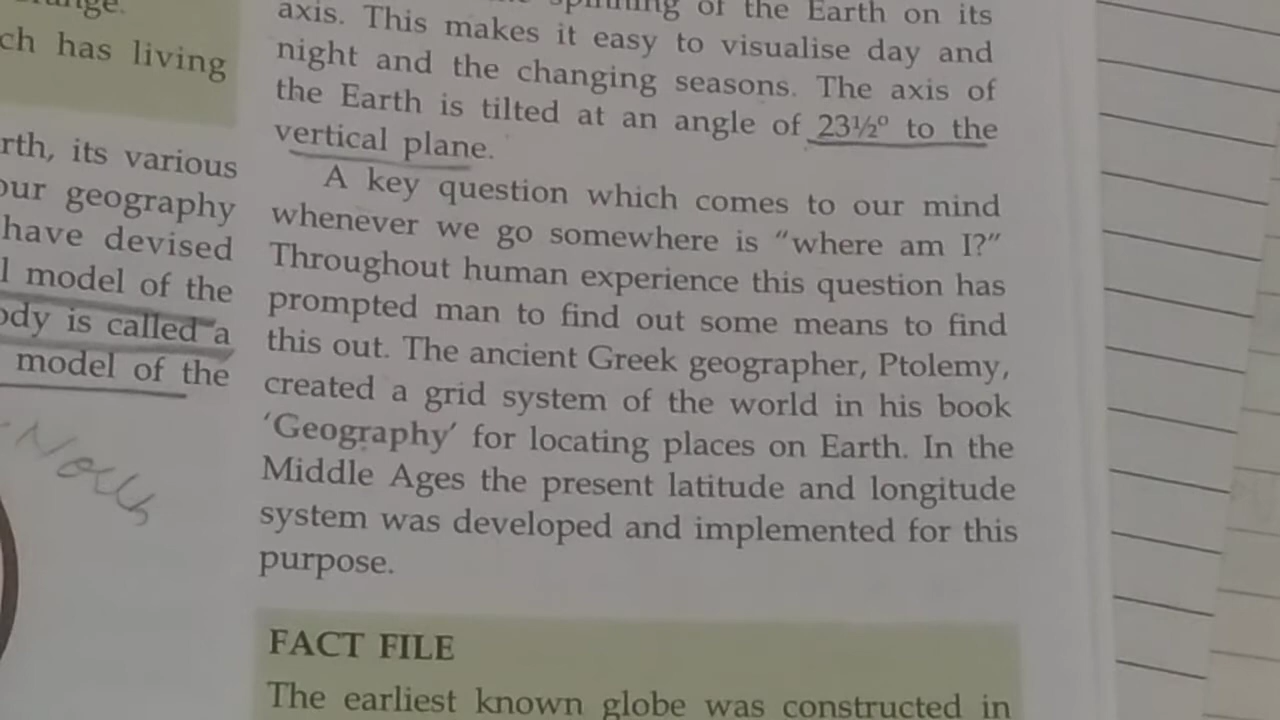 ch has living
rth, its various
our geography
have devised
l model of the
ody is called a
model of the
of the Earth on its
axis. This makes it easy to visualise day and
night and the changing seasons. The axis of
the Earth is tilted at an angle of 23½° to the
vertical plane.
A key question which comes to our mind
whenever we go somewhere is “where am I?”
Throughout human experience this question has
prompted man to find out some means to find
this out. The ancient Greek geographer, Ptolemy,
created a grid system of the world in his book
‘Geography’ for locating places on Earth. In the
Middle Ages the present latitude and longitude
system was developed and implemented for this
purpose.
FACT FILE
The earliest known globe was constructed in